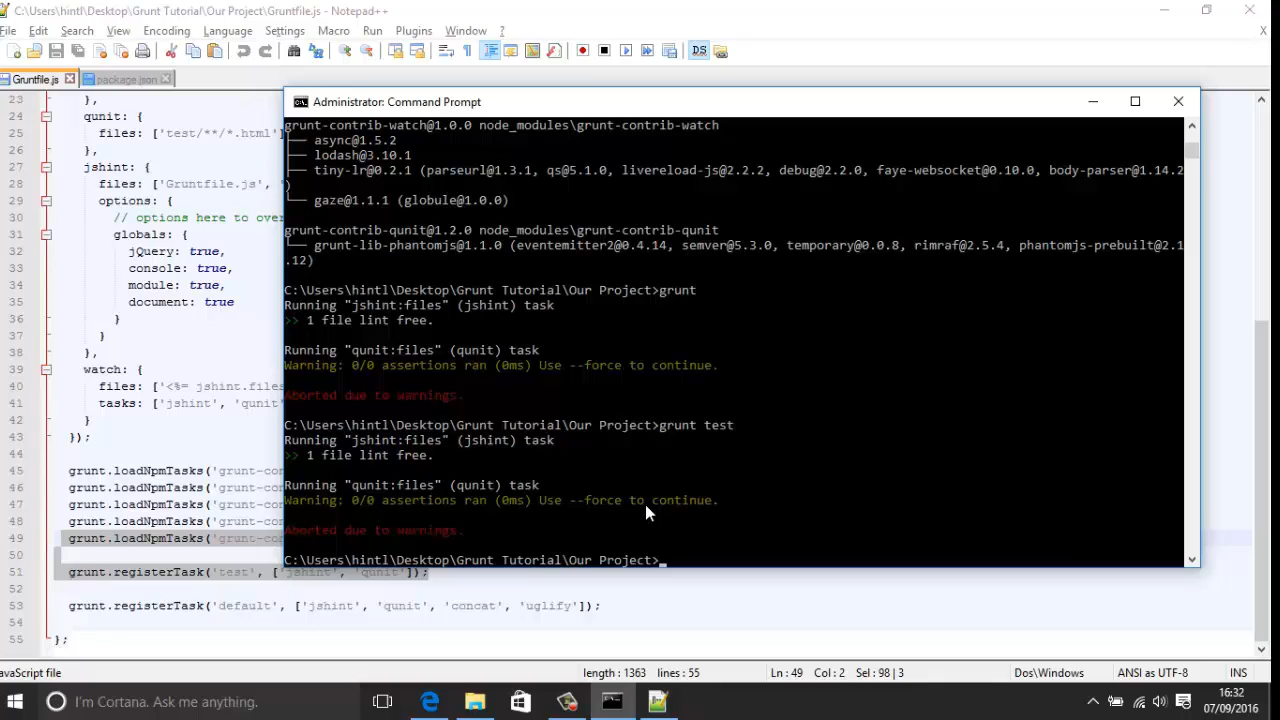 C:\Users\hintl\Desktop\Grunt Tutorial\Our Project\Gruntfile.js - Notepad++
File Edit Search View Encoding Language Settings Macro Run Plugins Window ?
X
Gruntfile.js package.json
Administrator: Command Prompt
23 },
24 qunit: {
25 files: ['test/**/*.html']
26 },
27 jshint: {
28 files: ['Gruntfile.js',
29 options: {
30 // options here to over
31 globals: {
32 jQuery: true,
33 console: true,
34 module: true,
35 document: true
36 }
37 }
38 },
39 watch: {
40 files: ['<%= jshint.files
41 tasks: ['jshint', 'qunit'
42 }
43 });
44
45 grunt.loadNpmTasks('grunt-co
46 grunt.loadNpmTasks('grunt-co
47 grunt.loadNpmTasks('grunt-co
48 grunt.loadNpmTasks('grunt-co
49 grunt.loadNpmTasks('grunt-co
50
51 grunt.registerTask('test', ['jshint', 'qunit']);
52
53 grunt.registerTask('default', ['jshint', 'qunit', 'concat', 'uglify']);
54
55 };
grunt-contrib-watch@1.0.0 node_modules\grunt-contrib-watch
├── async@1.5.2
├── lodash@3.10.1
├── tiny-lr@0.2.1 (parseurl@1.3.1, qs@5.1.0, livereload-js@2.2.2, debug@2.2.0, faye-websocket@0.10.0, body-parser@1.14.2
)
└── gaze@1.1.1 (globule@1.0.0)
grunt-contrib-qunit@1.2.0 node_modules\grunt-contrib-qunit
└── grunt-lib-phantomjs@1.1.0 (eventemitter2@0.4.14, semver@5.3.0, temporary@0.0.8, rimraf@2.5.4, phantomjs-prebuilt@2.1
.12)
C:\Users\hintl\Desktop\Grunt Tutorial\Our Project>grunt
Running "jshint:files" (jshint) task
>> 1 file lint free.
Running "qunit:files" (qunit) task
Warning: 0/0 assertions ran (0ms) Use --force to continue.
Aborted due to warnings.
C:\Users\hintl\Desktop\Grunt Tutorial\Our Project>grunt test
Running "jshint:files" (jshint) task
>> 1 file lint free.
Running "qunit:files" (qunit) task
Warning: 0/0 assertions ran (0ms) Use --force to continue.
Aborted due to warnings.
C:\Users\hintl\Desktop\Grunt Tutorial\Our Project>_
JavaScript file length : 1363 lines : 55 Ln : 49 Col : 2 Sel : 98 | 3 Dos\Windows ANSI as UTF-8 INS
I'm Cortana. Ask me anything.
16:32
07/09/2016